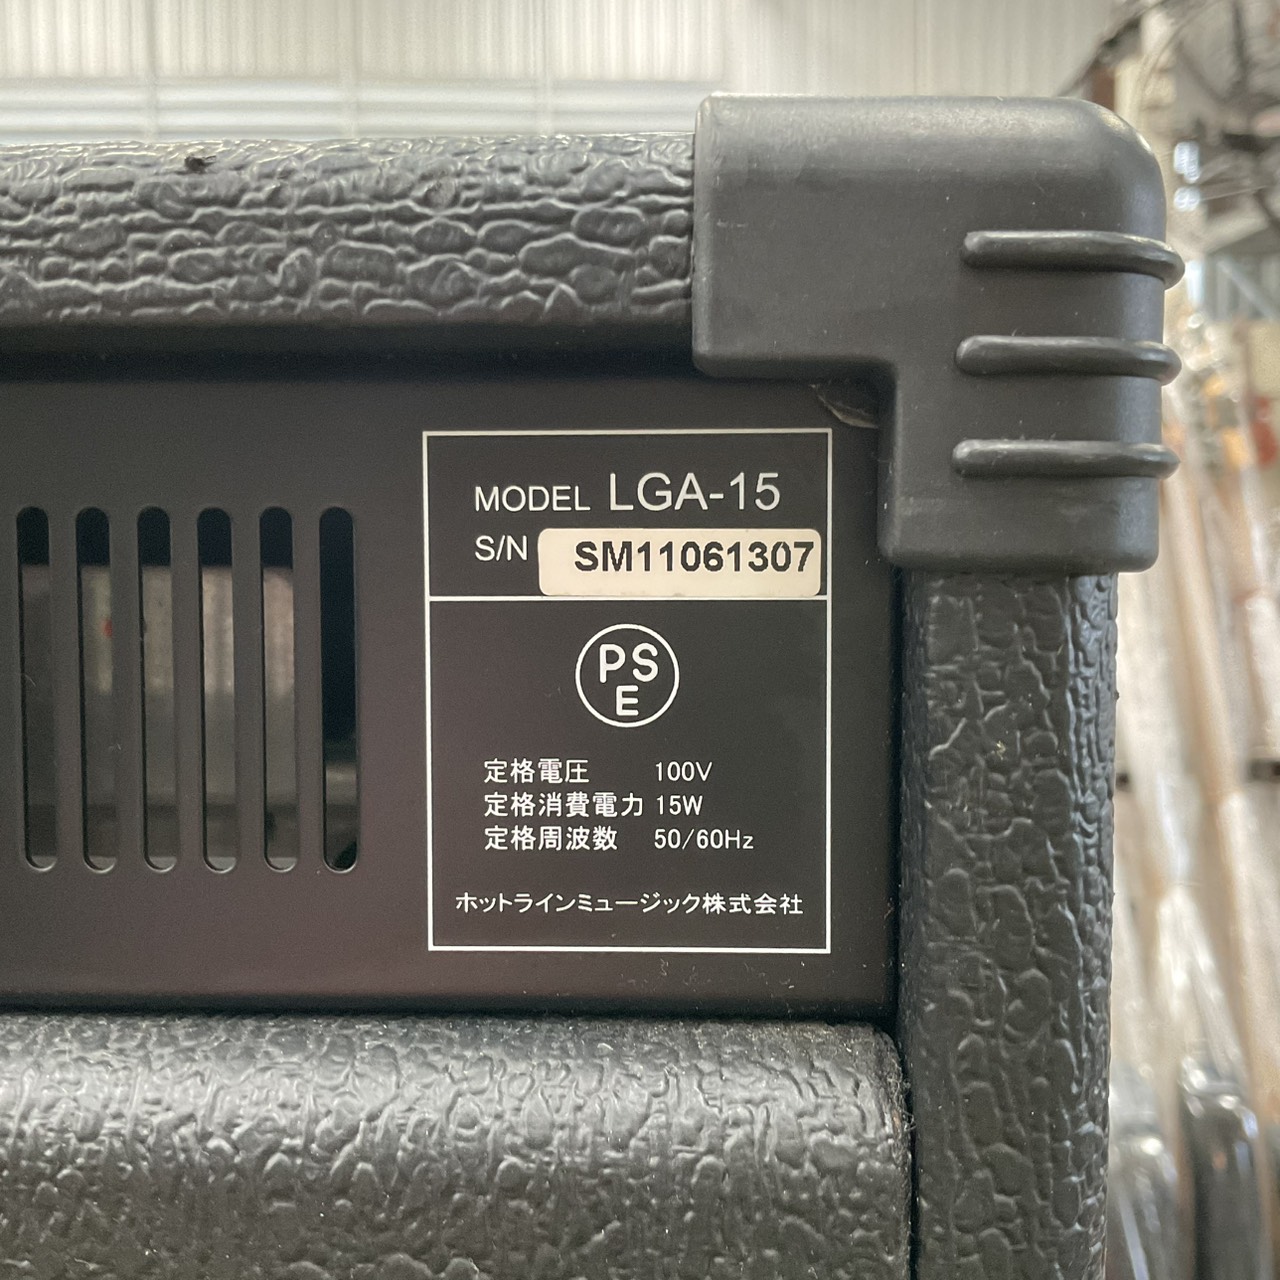 MODEL LGA-15
S/N SM11061307
PS
E
定格電圧 100V
定格消費電力 15W
定格周波数 50/60Hz
ホットラインミュージック株式会社